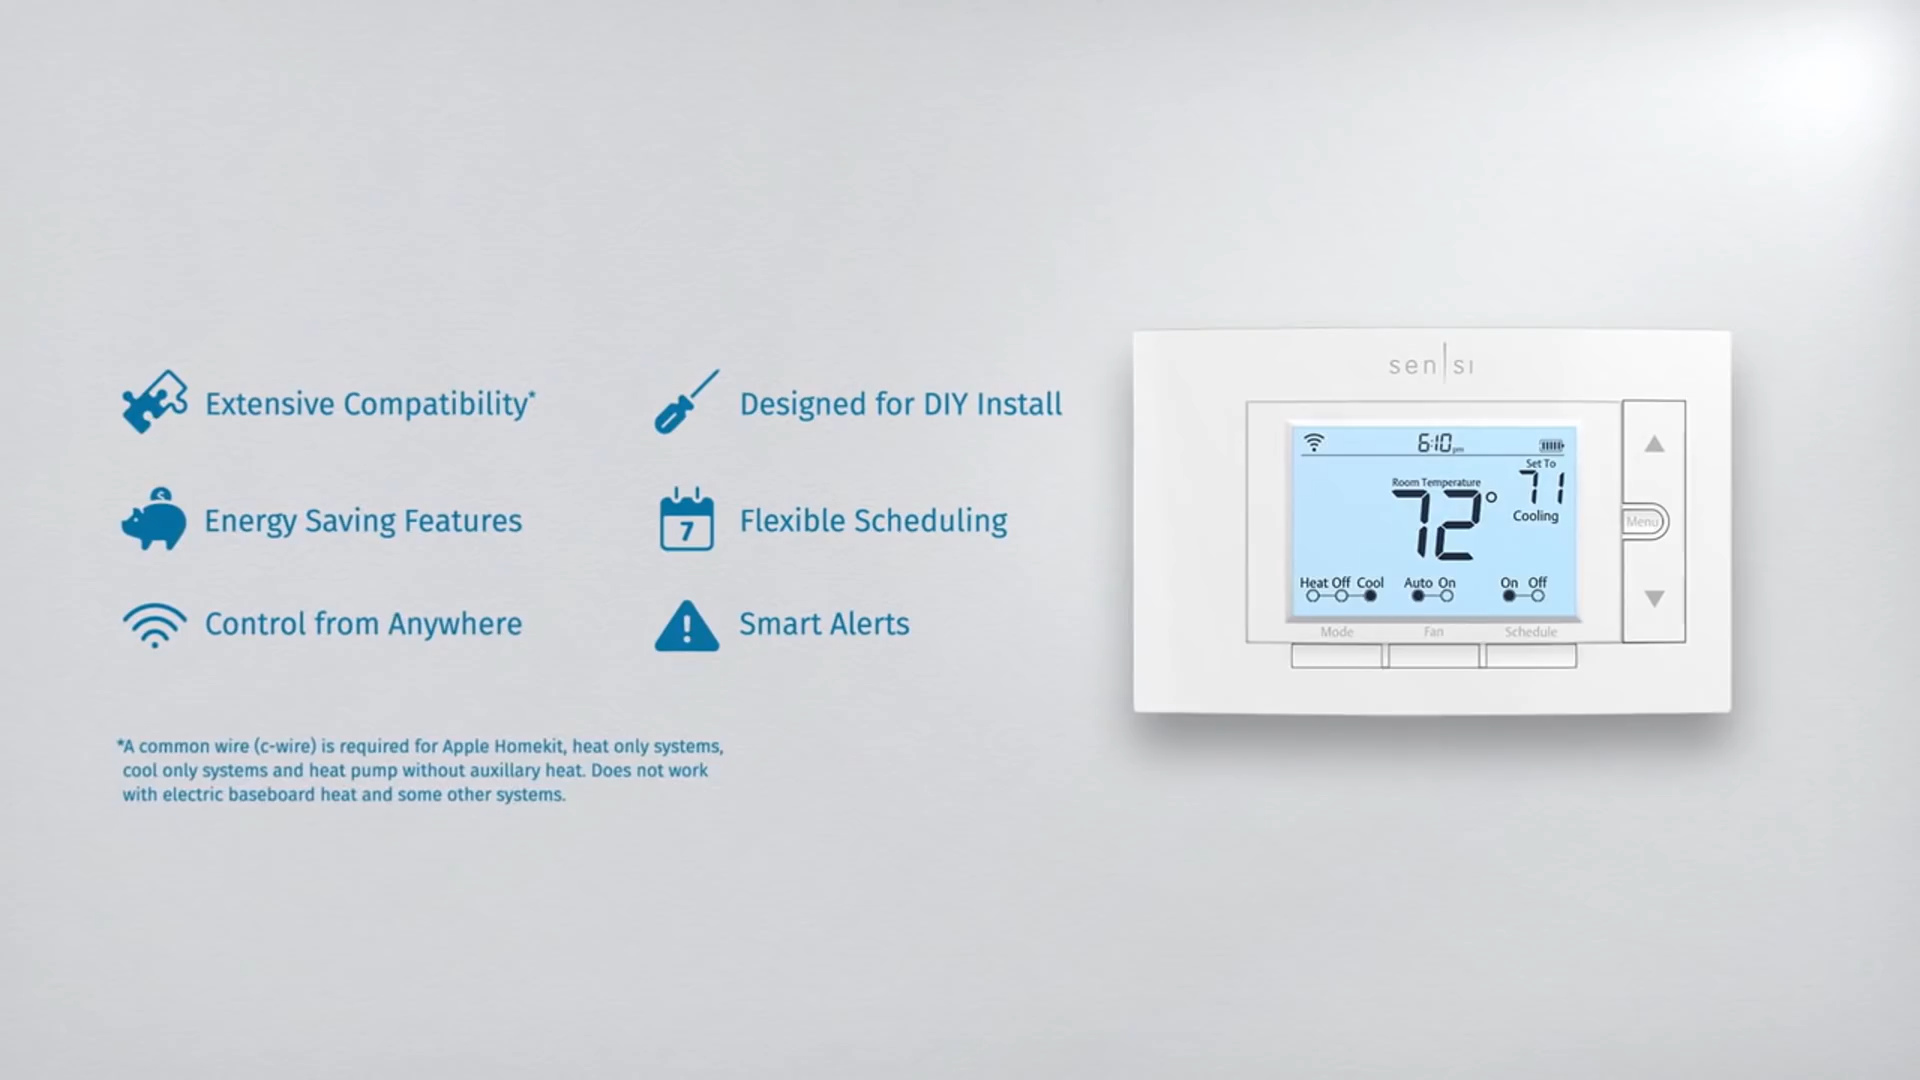 Extensive Compatibility*
Designed for DIY Install
$
Energy Saving Features
7
Flexible Scheduling
Control from Anywhere
!
Smart Alerts
*A common wire (c-wire) is required for Apple Homekit, heat only systems,
cool only systems and heat pump without auxillary heat. Does not work
with electric baseboard heat and some other systems.
sensi
6:10 pm
Set To
71
Cooling
Room Temperature
72°
Menu
Heat Off Cool Auto On On Off
Mode Fan Schedule